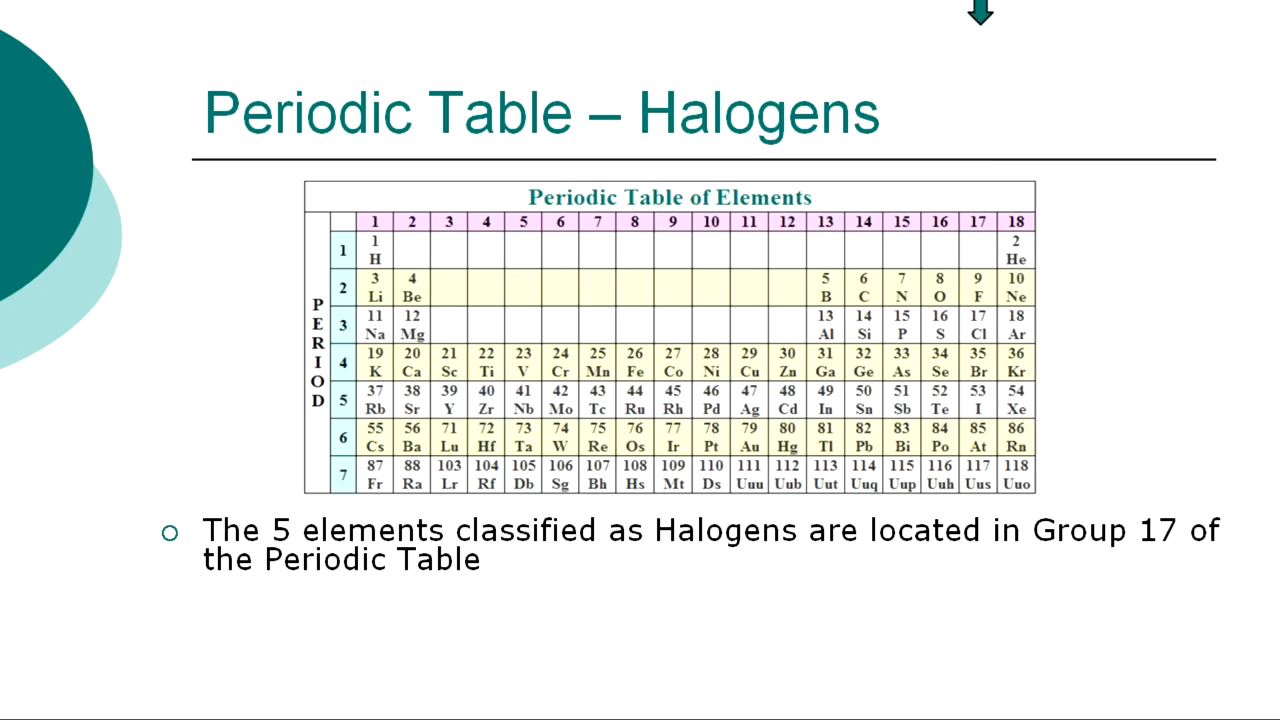 Periodic Table – Halogens
Periodic Table of Elements
1 2 3 4 5 6 7 8 9 10 11 12 13 14 15 16 17 18
PERIOD
1 1 2
H He
2 3 4 5 6 7 8 9 10
Li Be B C N O F Ne
3 11 12 13 14 15 16 17 18
Na Mg Al Si P S Cl Ar
4 19 20 21 22 23 24 25 26 27 28 29 30 31 32 33 34 35 36
K Ca Sc Ti V Cr Mn Fe Co Ni Cu Zn Ga Ge As Se Br Kr
5 37 38 39 40 41 42 43 44 45 46 47 48 49 50 51 52 53 54
Rb Sr Y Zr Nb Mo Tc Ru Rh Pd Ag Cd In Sn Sb Te I Xe
6 55 56 71 72 73 74 75 76 77 78 79 80 81 82 83 84 85 86
Cs Ba Lu Hf Ta W Re Os Ir Pt Au Hg Tl Pb Bi Po At Rn
7 87 88 103 104 105 106 107 108 109 110 111 112 113 114 115 116 117 118
Fr Ra Lr Rf Db Sg Bh Hs Mt Ds Uuu Uub Uut Uuq Uup Uuh Uus Uuo
The 5 elements classified as Halogens are located in Group 17 of
the Periodic Table